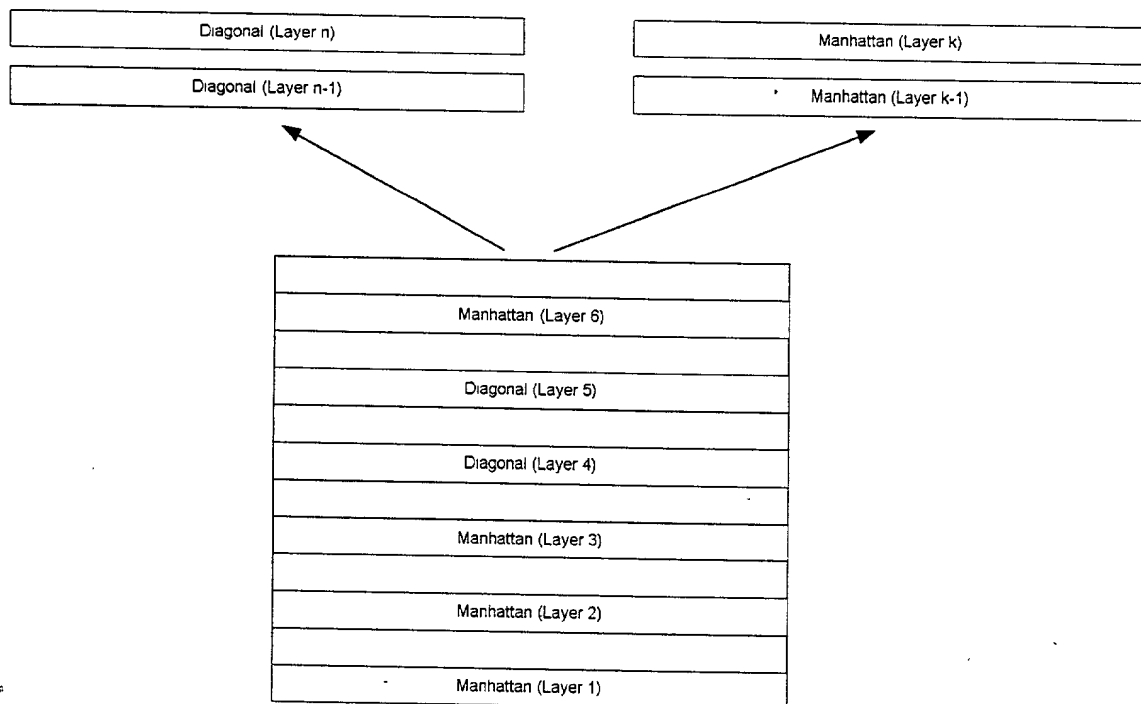 Diagonal (Layer n)
Diagonal (Layer n-1)
Manhattan (Layer k)
Manhattan (Layer k-1)
Manhattan (Layer 6)
Diagonal (Layer 5)
Diagonal (Layer 4)
Manhattan (Layer 3)
Manhattan (Layer 2)
Manhattan (Layer 1)